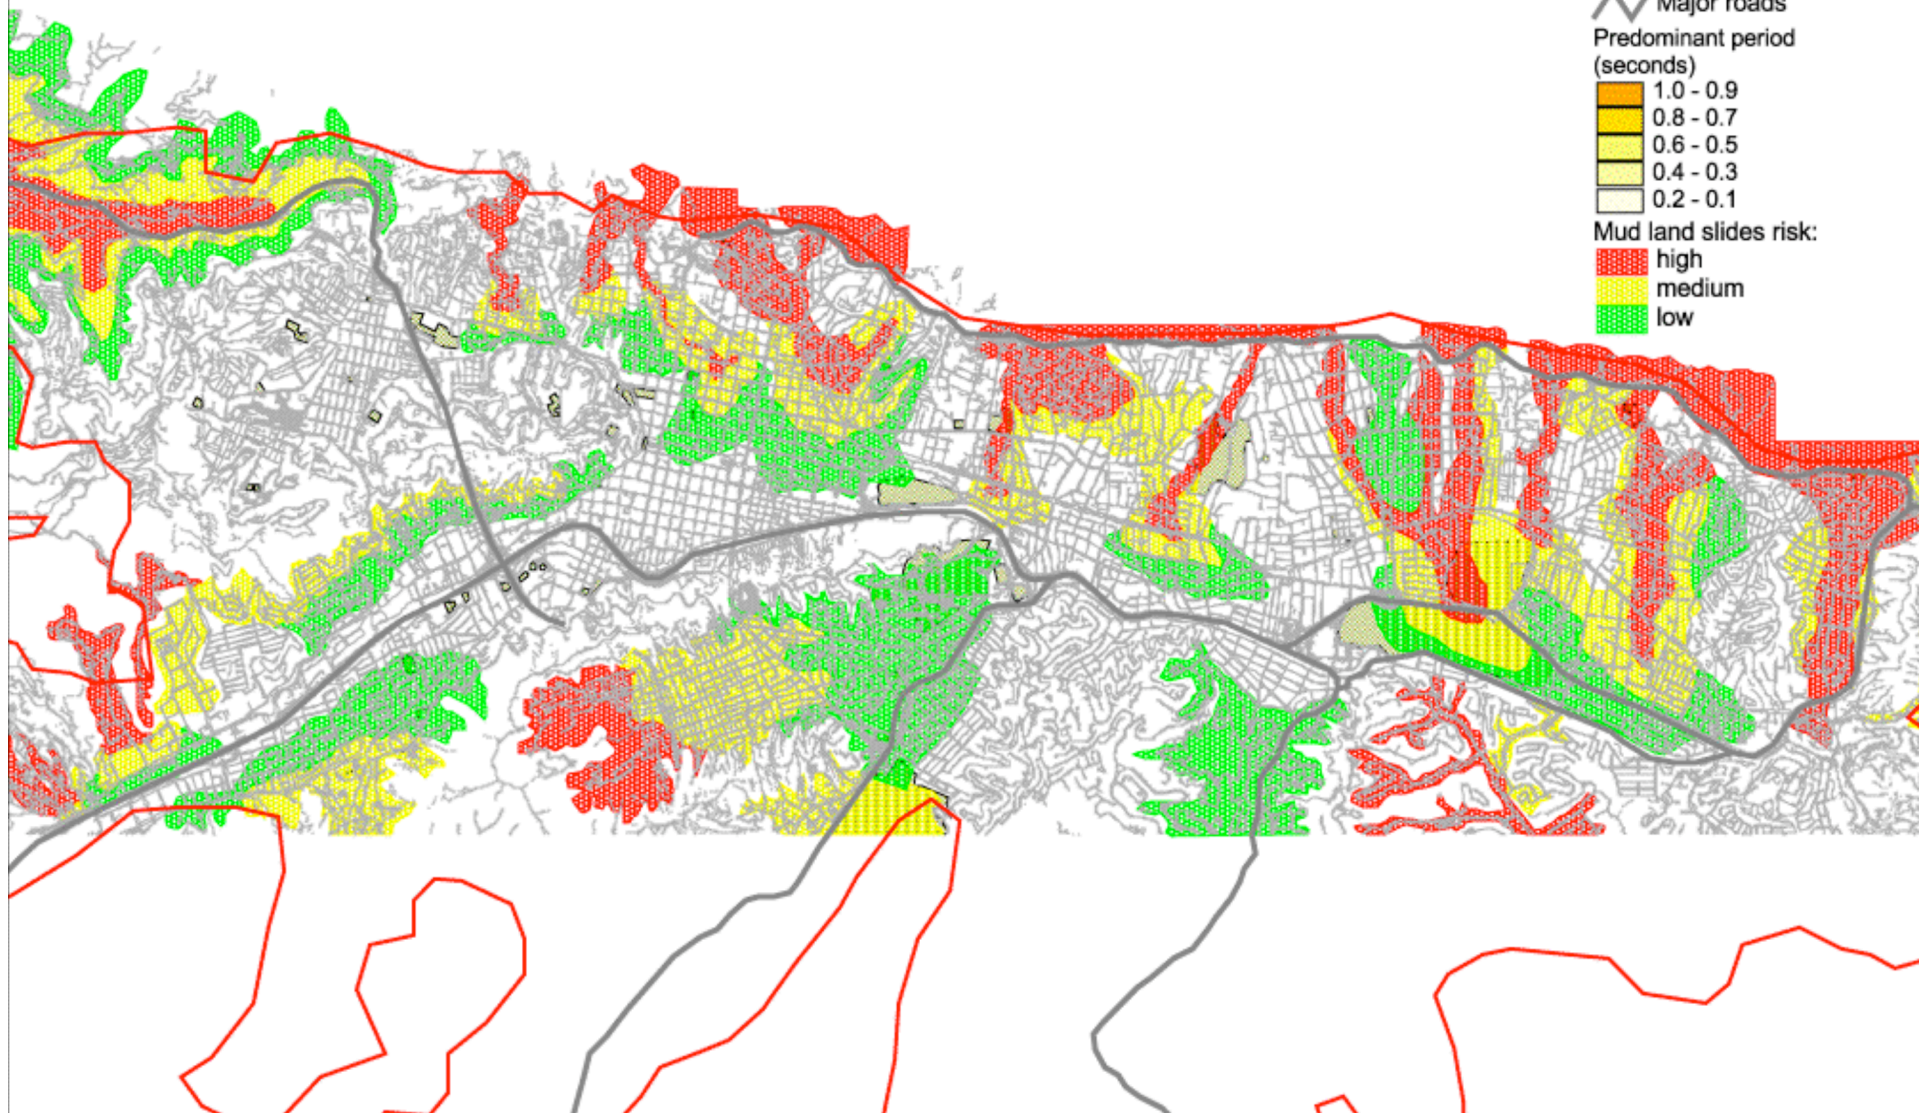 Major roads
Predominant period
(seconds)
1.0 - 0.9
0.8 - 0.7
0.6 - 0.5
0.4 - 0.3
0.2 - 0.1
Mud land slides risk:
high
medium
low